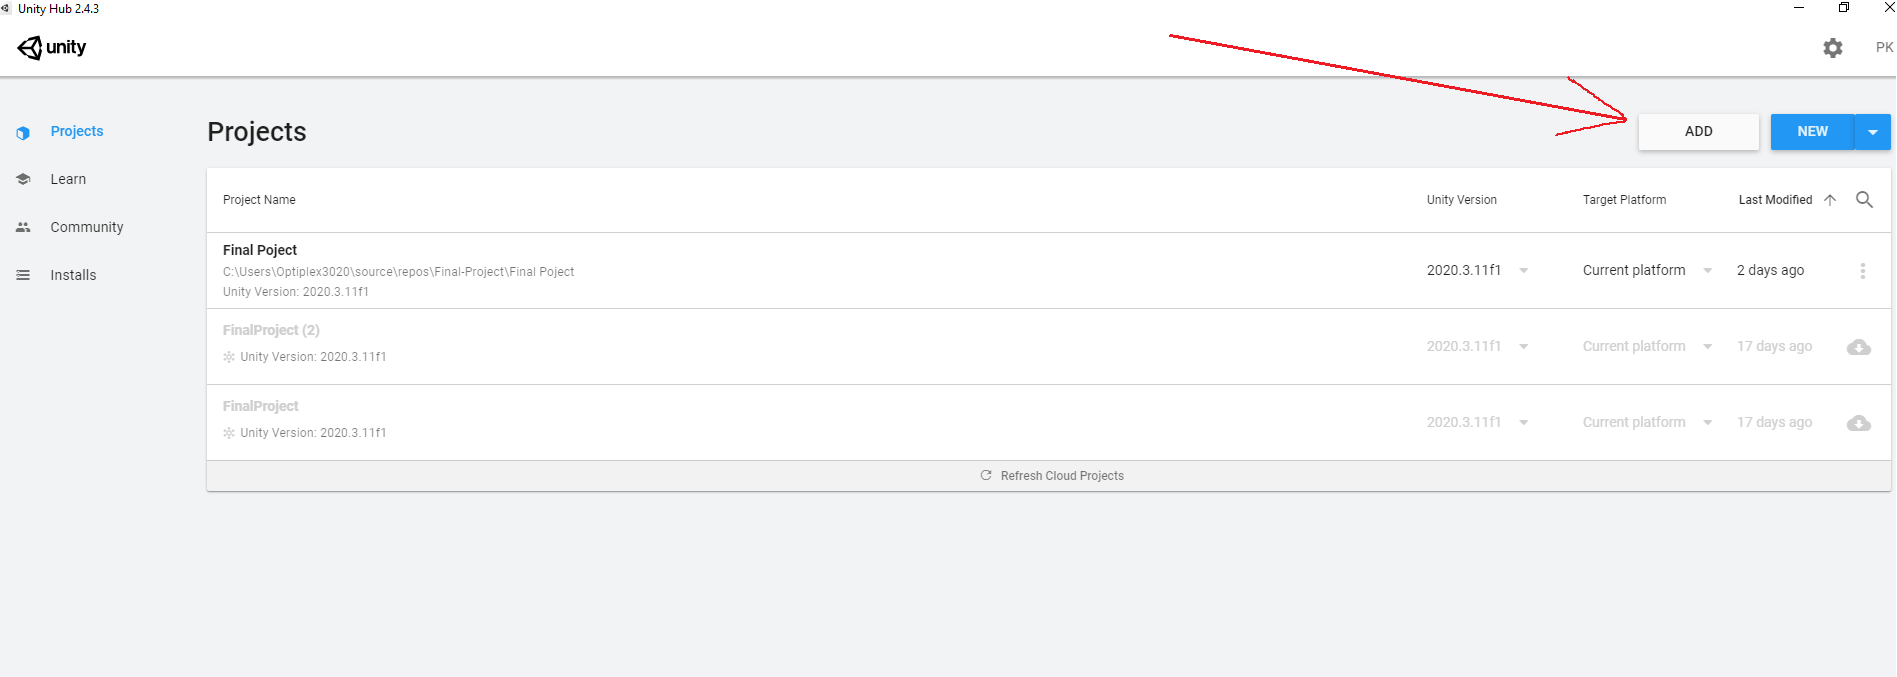 Unity Hub 2.4.3
unity
PK
Projects
Learn
Community
Installs
Projects
ADD
NEW
Project Name Unity Version Target Platform Last Modified
Final Poject
C:\Users\Optiplex3020\source\repos\Final-Project\Final Poject
Unity Version: 2020.3.11f1
2020.3.11f1 Current platform 2 days ago
FinalProject (2)
Unity Version: 2020.3.11f1
2020.3.11f1 Current platform 17 days ago
FinalProject
Unity Version: 2020.3.11f1
2020.3.11f1 Current platform 17 days ago
Refresh Cloud Projects